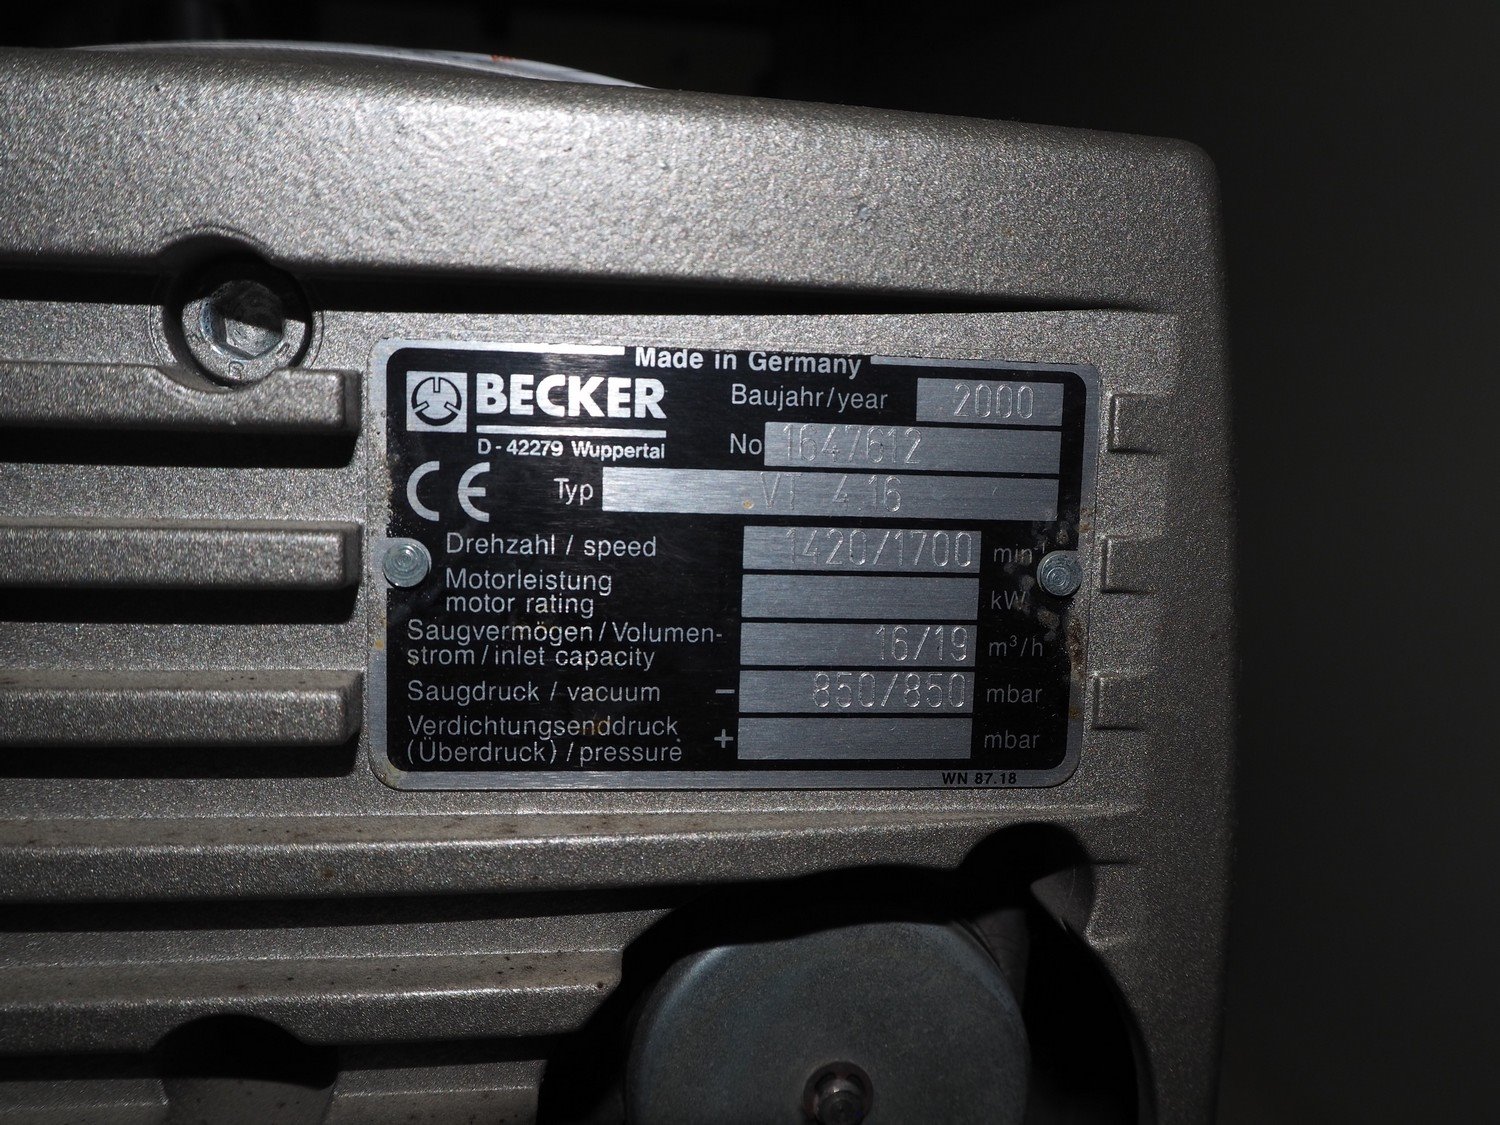 Made in Germany
BECKER
D-42279 Wuppertal
Baujahr/year 2000
No 1647612
CE Typ VT 4.16
Drehzahl / speed 1420/1700 min-1
Motorleistung
motor rating kW
Saugvermögen/Volumen-
strom/inlet capacity 16/19 m³/h
Saugdruck / vacuum - 850/850 mbar
Verdichtungsenddruck
(Überdruck)/pressure + mbar
WN 87.18